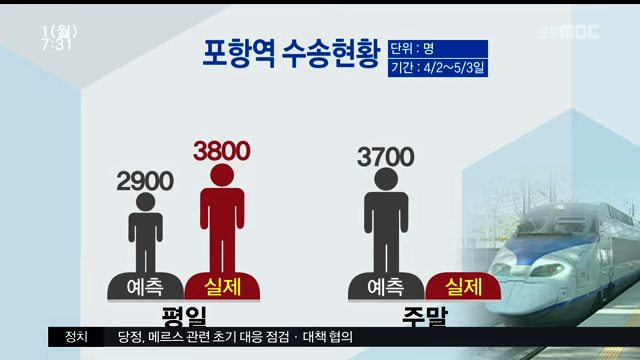 1(월)
7:31
포항MBC
포항역 수송현황
단위 : 명
기간 : 4/2~5/3일
2900
3800
3700
예측
실제
예측
실제
평일
주말
정치
당정, 메르스 관련 초기 대응 점검 · 대책 협의